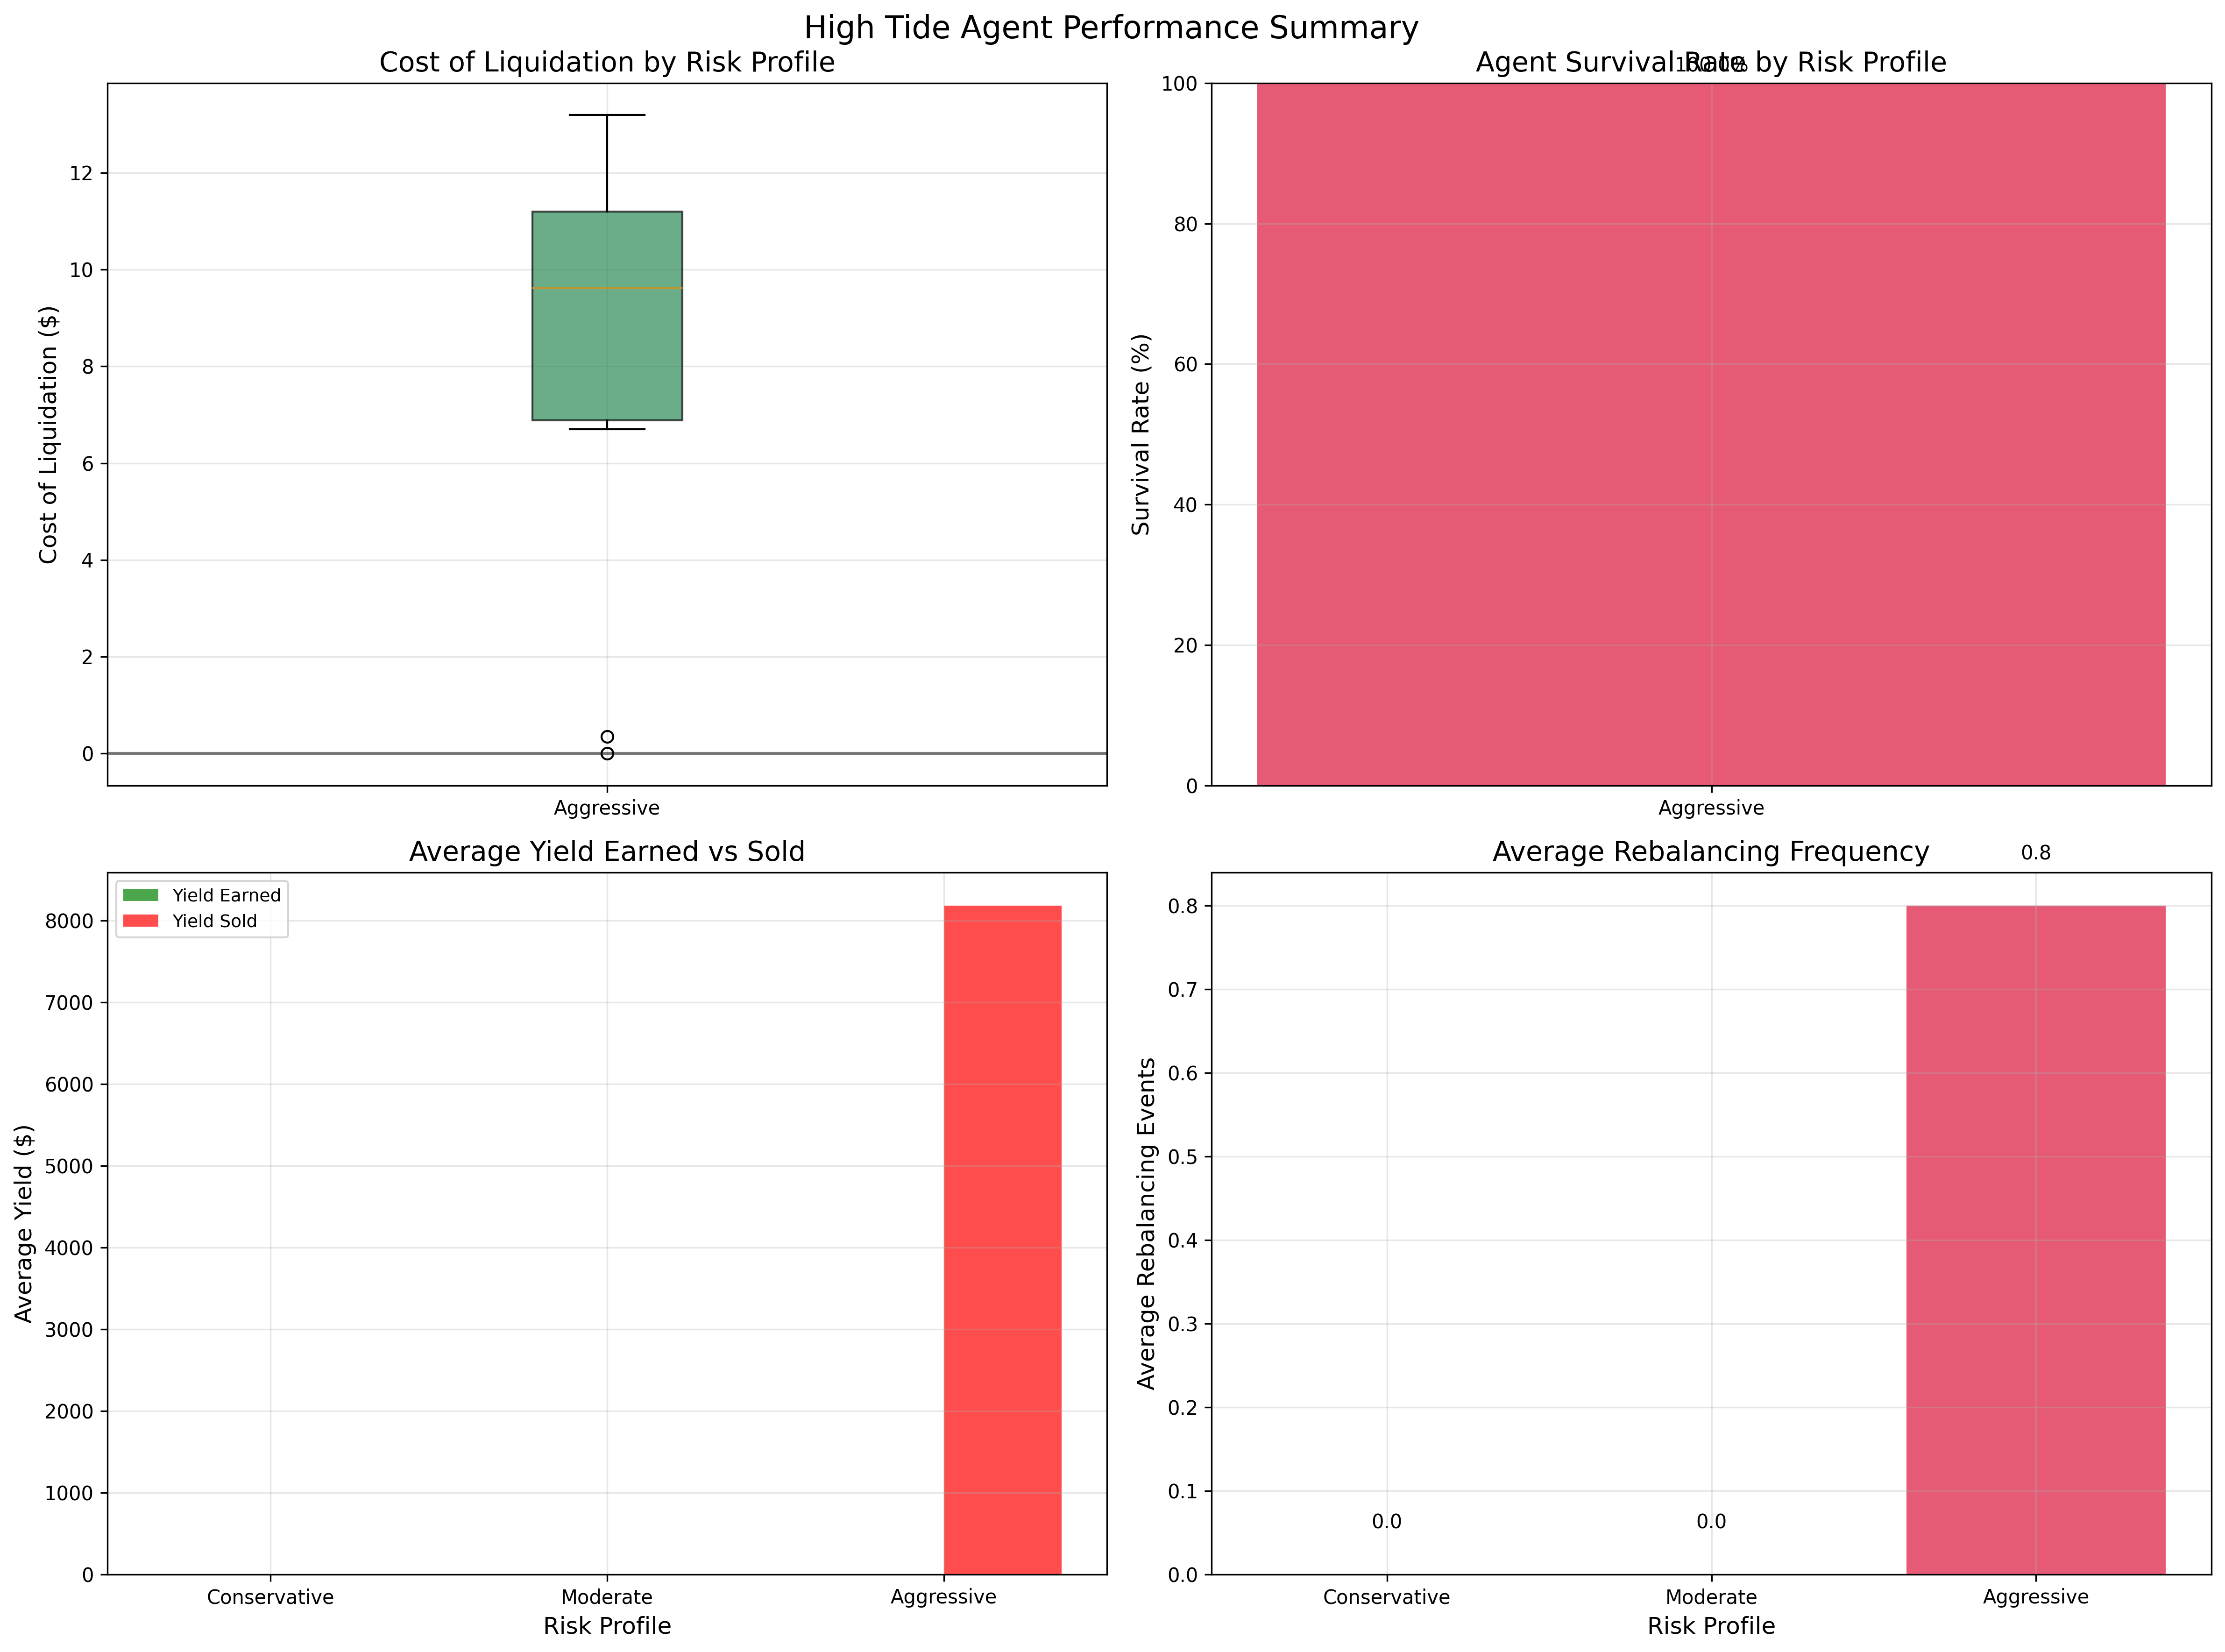 High Tide Agent Performance Summary
Cost of Liquidation by Risk Profile
Cost of Liquidation ($)
12
10
8
6
4
2
0
Aggressive
Agent Survival Rate by Risk Profile
100.0%
Survival Rate (%)
100
80
60
40
20
0
Aggressive
Average Yield Earned vs Sold
Yield Earned
Yield Sold
Average Yield ($)
8000
7000
6000
5000
4000
3000
2000
1000
0
Conservative
Moderate
Aggressive
Risk Profile
Average Rebalancing Frequency
0.8
Average Rebalancing Events
0.8
0.7
0.6
0.5
0.4
0.3
0.2
0.1
0.0
0.0
0.0
Conservative
Moderate
Aggressive
Risk Profile